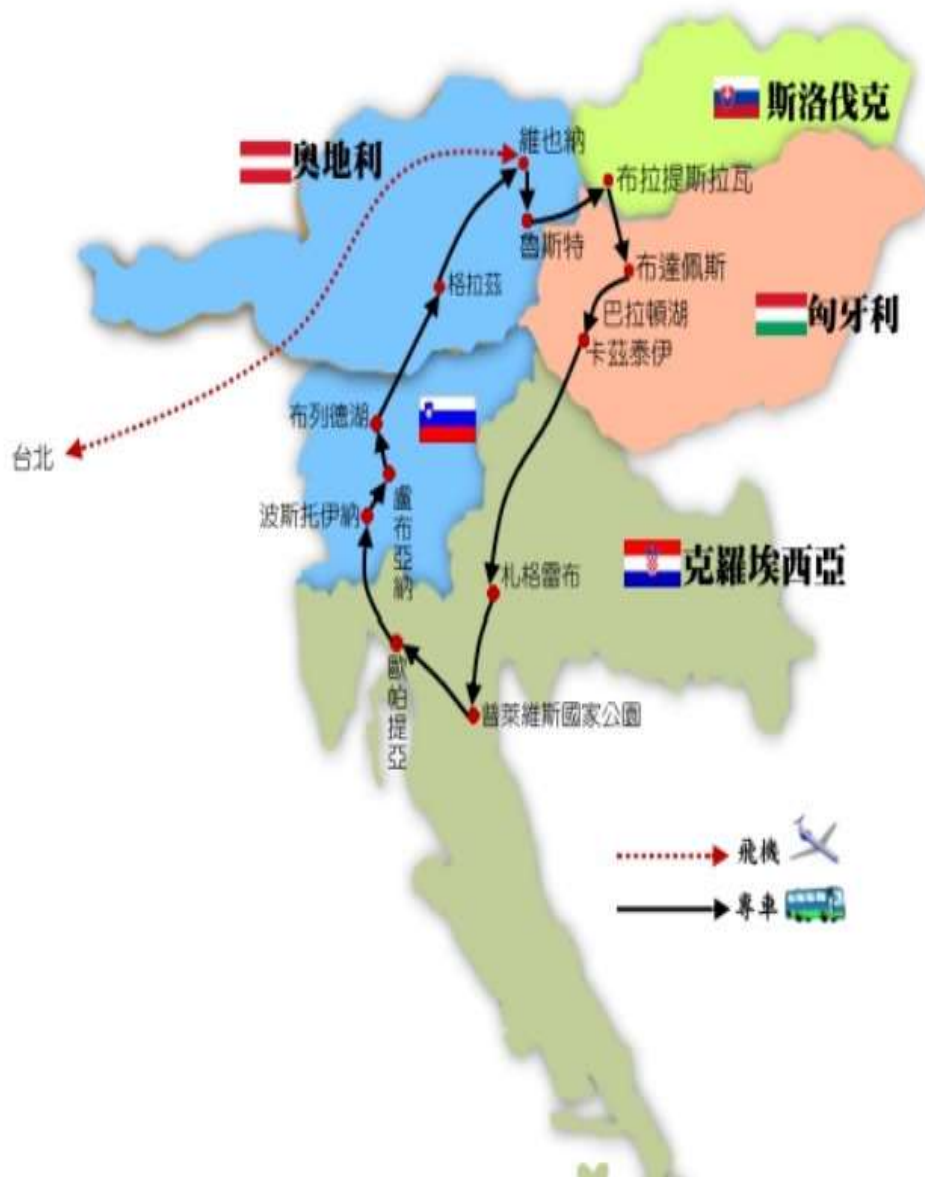 斯洛伐克
奧地利
維也納
布拉提斯拉瓦
魯斯特
布達佩斯
格拉茲
巴拉頓湖
匈牙利
卡茲泰伊
布列德湖
台北
盧布亞納
波斯托伊納
克羅埃西亞
札格雷布
歐帕提亞
普萊維斯國家公園
飛機
專車